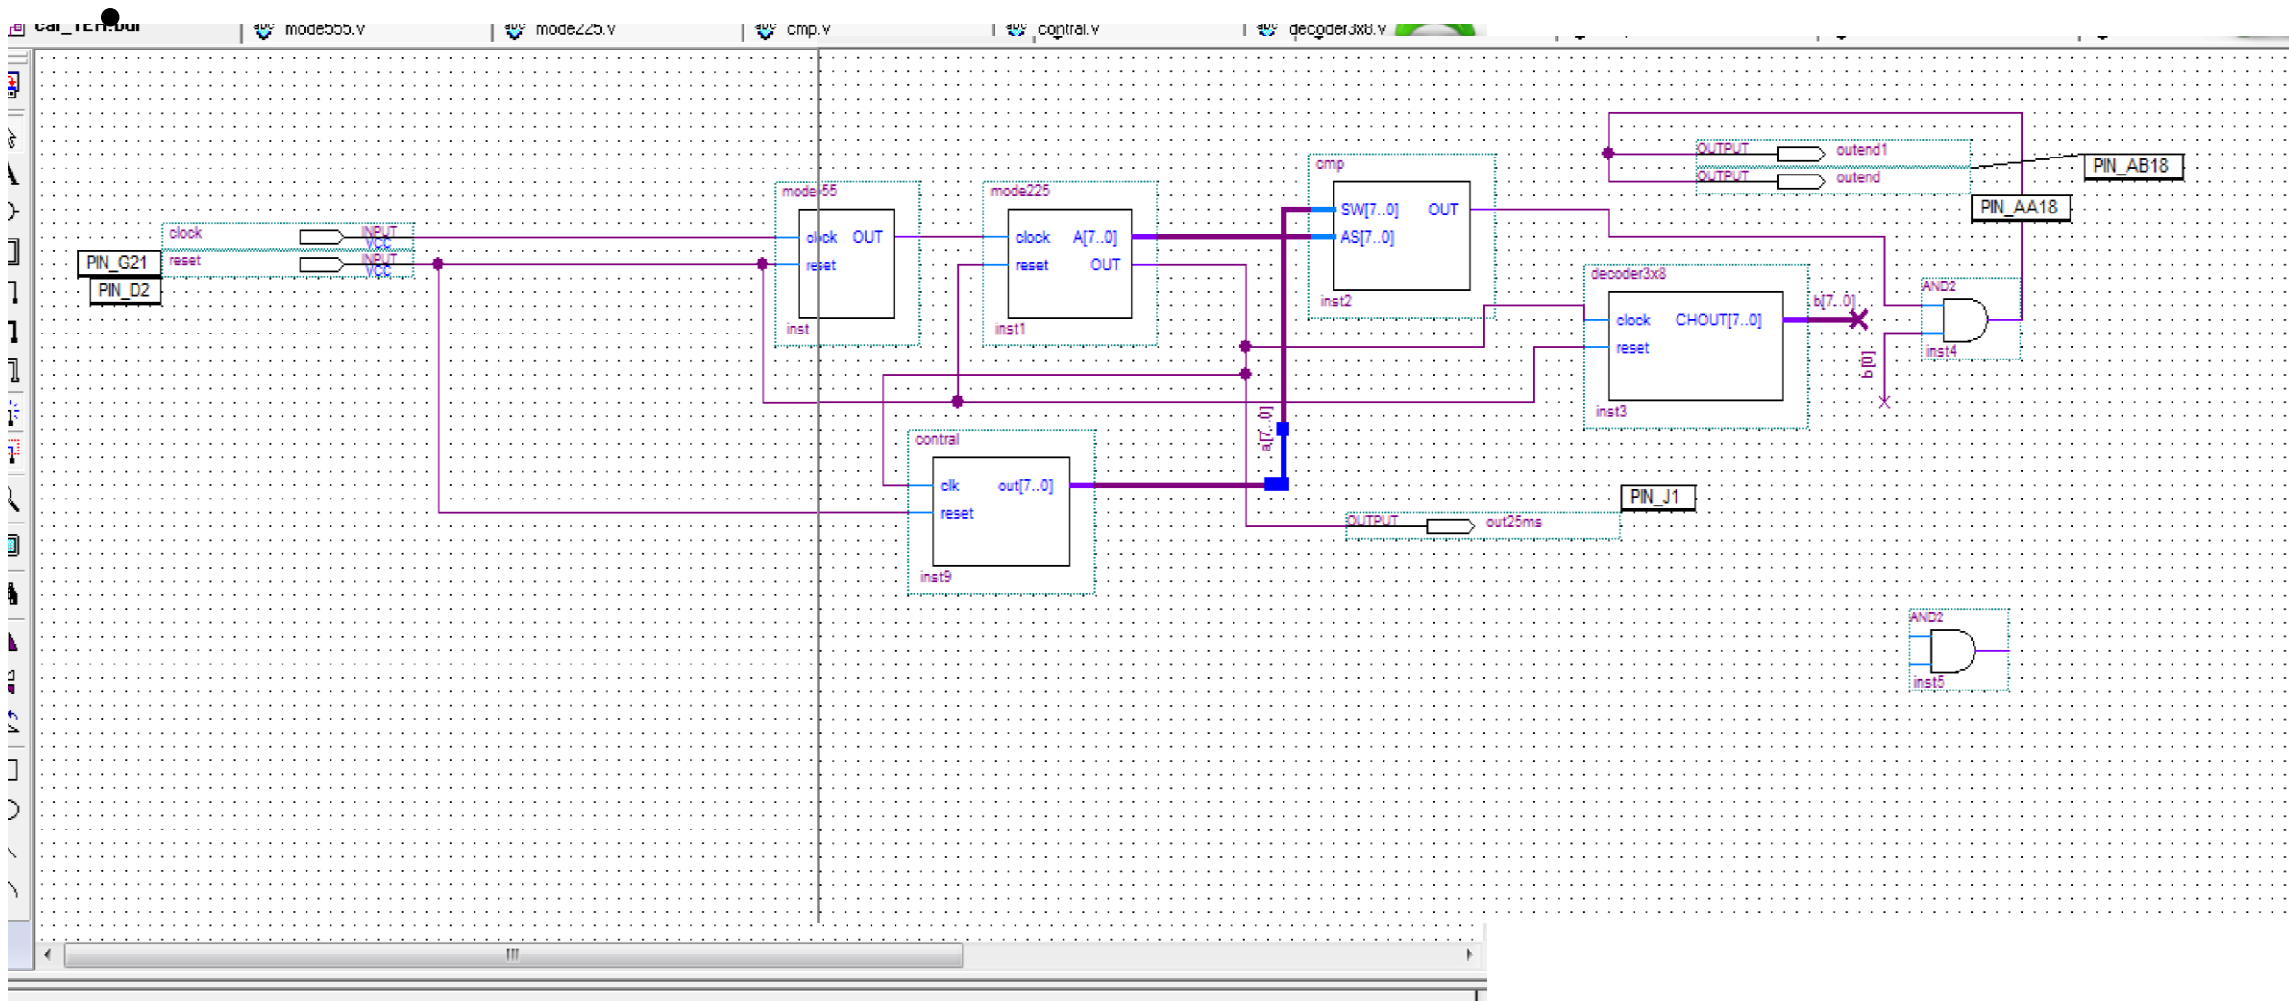 car_TEH.bdf
mode555.v
mode225.v
cmp.v
contral.v
decoder3x8.v
clock
INPUT
VCC
reset
INPUT
VCC
PIN_G21
PIN_D2
clock OUT
reset
inst
mode225
clock A[7..0]
reset OUT
inst1
cmp
SW[7..0] OUT
AS[7..0]
inst2
OUTPUT outend1
OUTPUT outend
PIN_AB18
PIN_AA18
decoder3x8
clock CHOUT[7..0]
reset
inst3
b[7..0]
b[0]
AND2
inst4
a[7..0]
contral
clk out[7..0]
reset
inst9
OUTPUT out25ms
PIN_J1
AND2
inst5